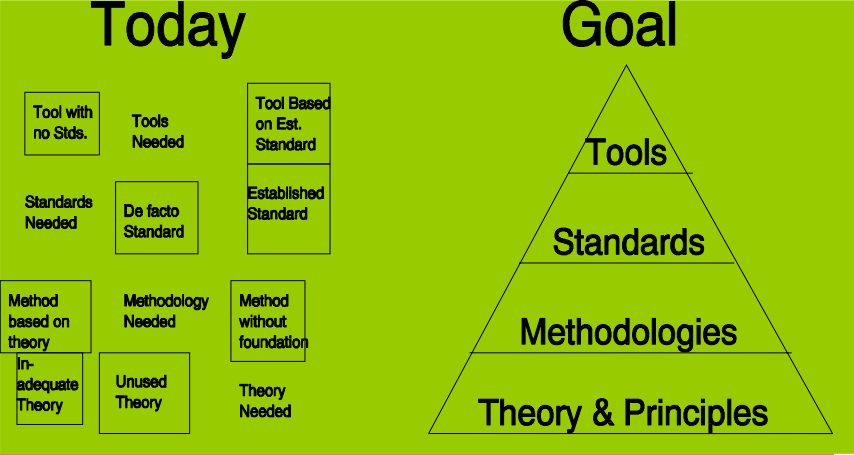 Today
Goal
Tool with
no Stds.
Tools
Needed
Tool Based
on Est.
Standard
Standards
Needed
De facto
Standard
Established
Standard
Method
based on
theory
Methodology
Needed
Method
without
foundation
In-
adequate
Theory
Unused
Theory
Theory
Needed
Tools
Standards
Methodologies
Theory & Principles